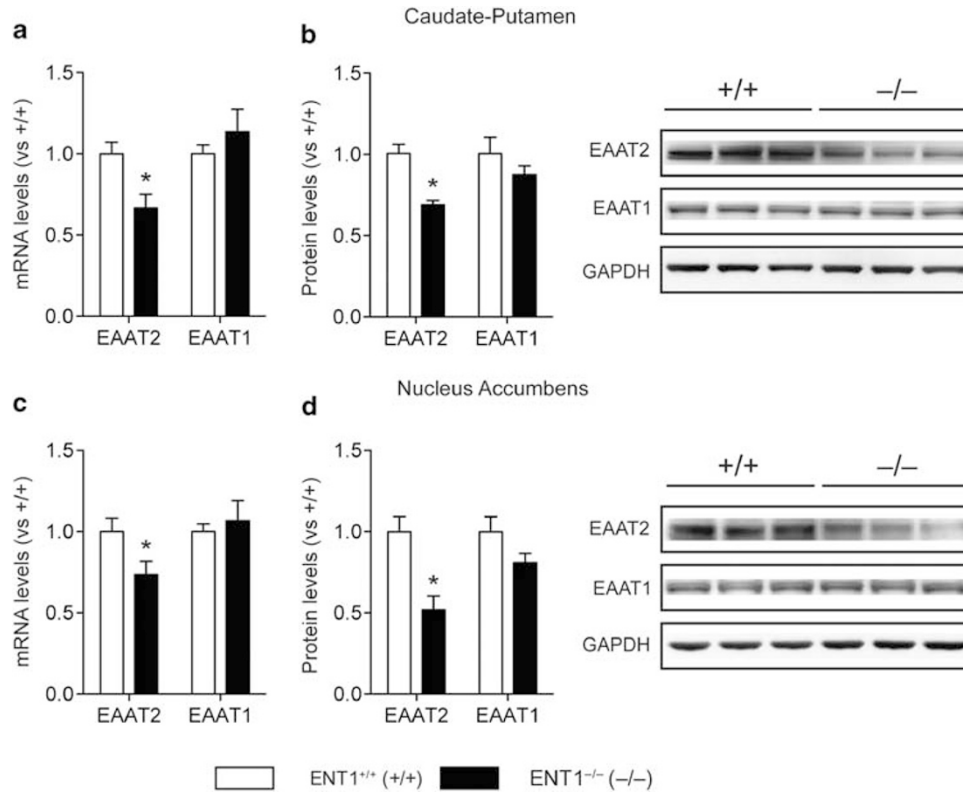 Caudate-Putamen
a
mRNA levels (vs +/+)
1.5
1.0
0.5
0.0
*
EAAT2 EAAT1
b
Protein levels (vs +/+)
1.5
1.0
0.5
0.0
*
EAAT2 EAAT1
+/+ –/–
EAAT2
EAAT1
GAPDH
Nucleus Accumbens
c
mRNA levels (vs +/+)
1.5
1.0
0.5
0.0
*
EAAT2 EAAT1
d
Protein levels (vs +/+)
1.5
1.0
0.5
0.0
*
EAAT2 EAAT1
+/+ –/–
EAAT2
EAAT1
GAPDH
ENT1⁺/⁺ (+/+) ENT1⁻/⁻ (–/–)